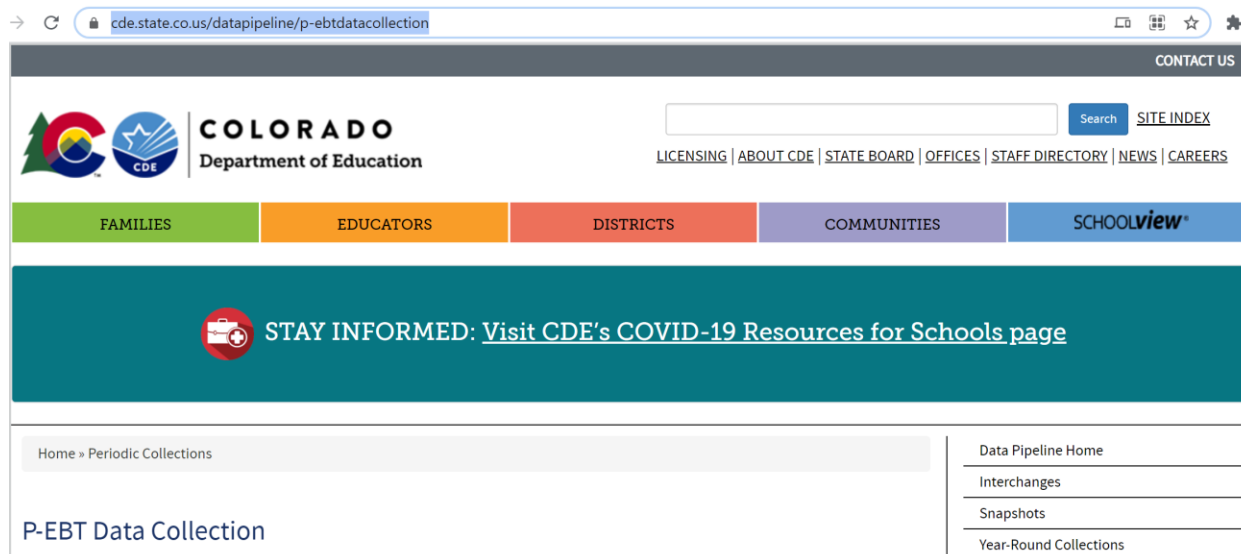 cde.state.co.us/datapipeline/p-ebtdatacollection
CONTACT US
COLORADO
Department of Education
CDE
TM
Search
SITE INDEX
LICENSING | ABOUT CDE | STATE BOARD | OFFICES | STAFF DIRECTORY | NEWS | CAREERS
FAMILIES
EDUCATORS
DISTRICTS
COMMUNITIES
SCHOOLVIEW®
STAY INFORMED: Visit CDE's COVID-19 Resources for Schools page
Home » Periodic Collections
P-EBT Data Collection
Data Pipeline Home
Interchanges
Snapshots
Year-Round Collections